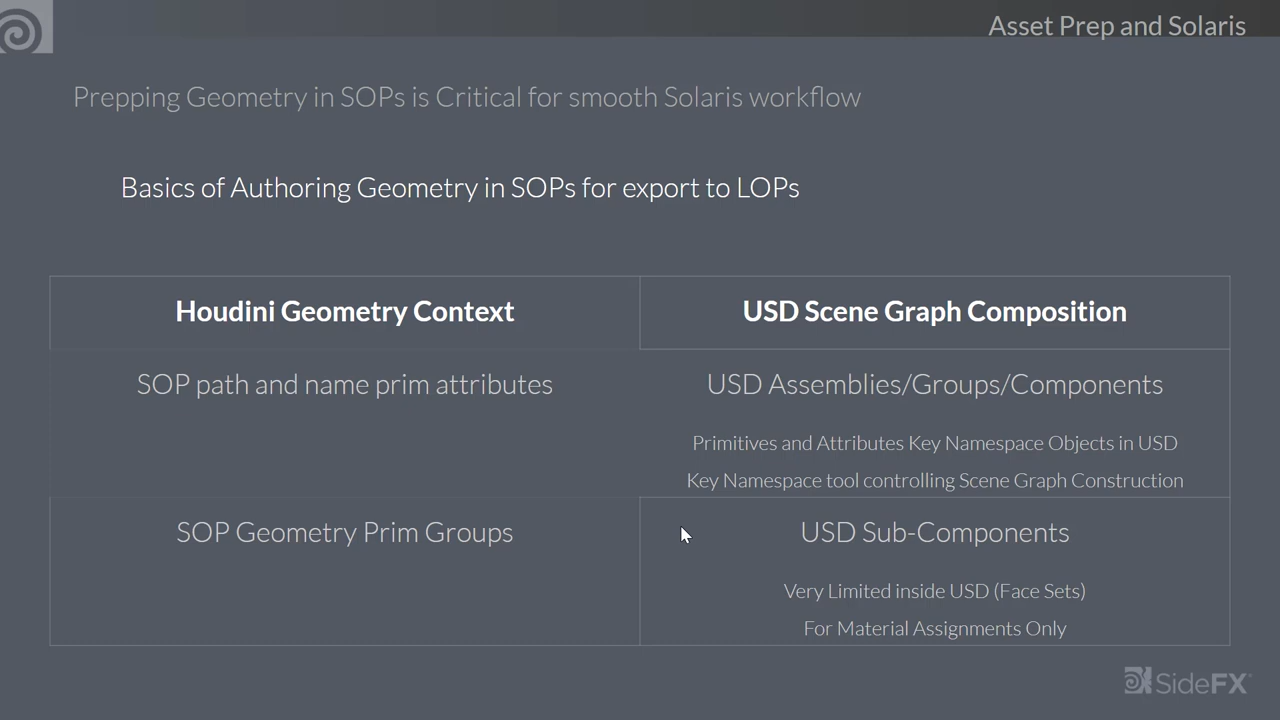 Asset Prep and Solaris
Prepping Geometry in SOPs is Critical for smooth Solaris workflow
Basics of Authoring Geometry in SOPs for export to LOPs
Houdini Geometry Context
USD Scene Graph Composition
SOP path and name prim attributes
USD Assemblies/Groups/Components
Primitives and Attributes Key Namespace Objects in USD
Key Namespace tool controlling Scene Graph Construction
SOP Geometry Prim Groups
USD Sub-Components
Very Limited inside USD (Face Sets)
For Material Assignments Only
SideFX